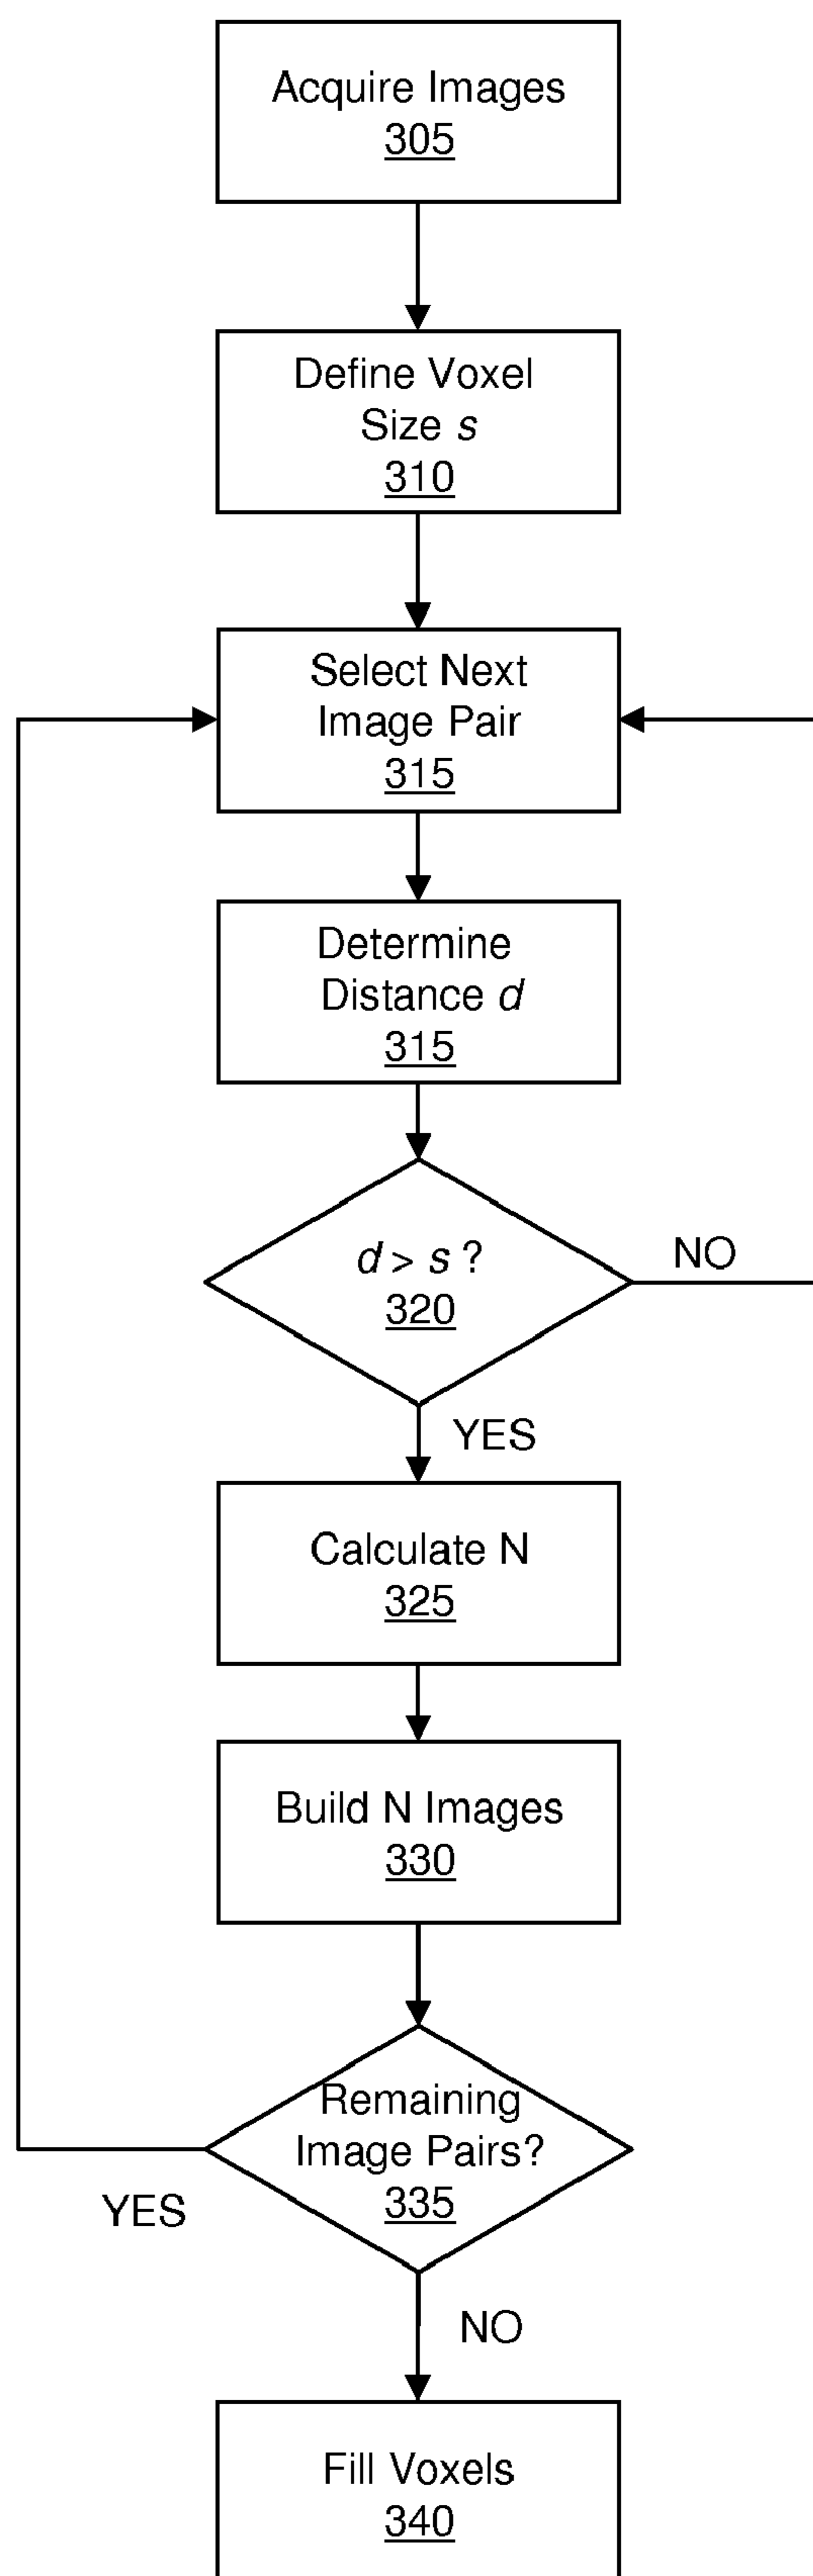 Acquire Images
305
Define Voxel
Size s
310
Select Next
Image Pair
315
Determine
Distance d
315
d > s ?
320
NO
YES
Calculate N
325
Build N Images
330
Remaining
Image Pairs?
335
YES
NO
Fill Voxels
340